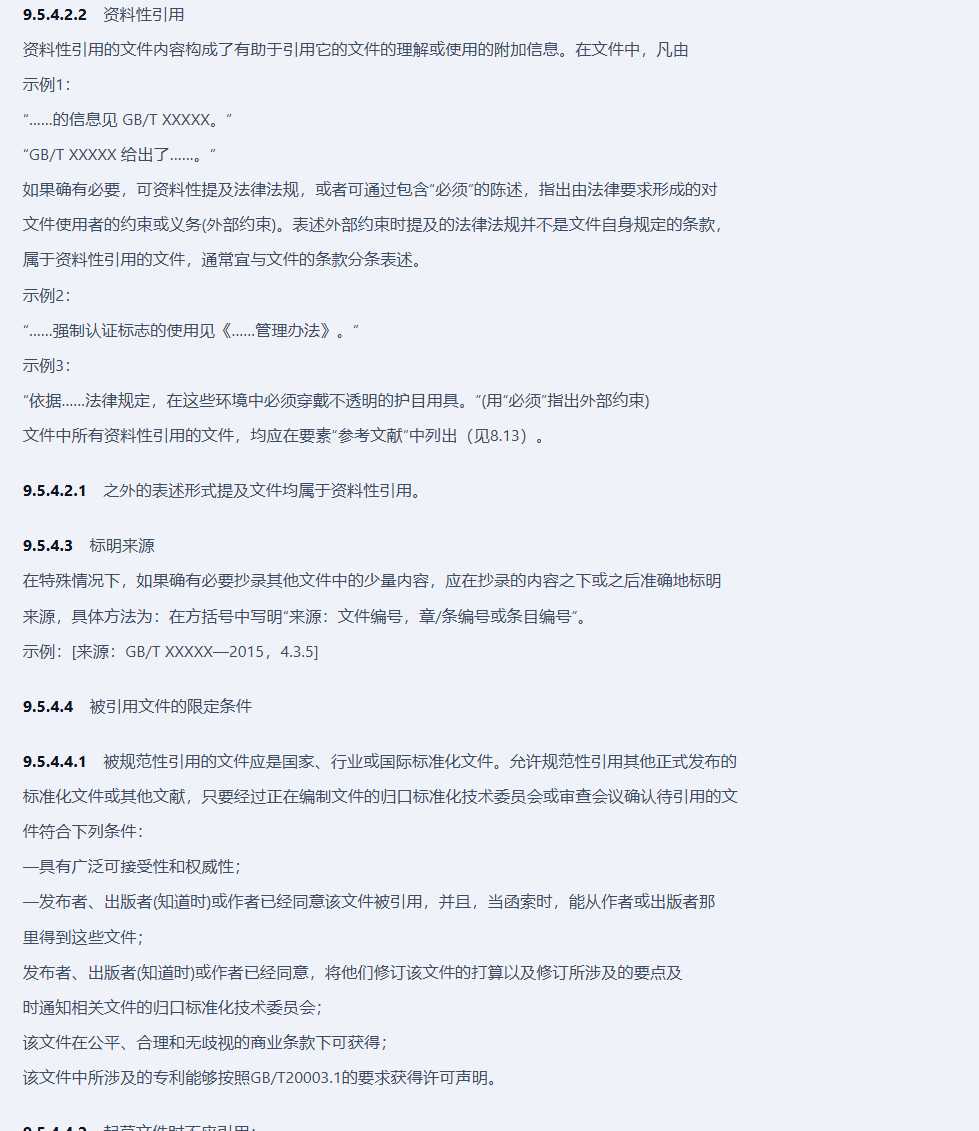 9.5.4.2.2 资料性引用
资料性引用的文件内容构成了有助于引用它的文件的理解或使用的附加信息。在文件中，凡由
示例1：
“……的信息见 GB/T XXXXX。”
“GB/T XXXXX 给出了……。”
如果确有必要，可资料性提及法律法规，或者可通过包含“必须”的陈述，指出由法律要求形成的对
文件使用者的约束或义务(外部约束)。表述外部约束时提及的法律法规并不是文件自身规定的条款，
属于资料性引用的文件，通常宜与文件的条款分条表述。
示例2：
“……强制认证标志的使用见《……管理办法》。”
示例3：
“依据……法律规定，在这些环境中必须穿戴不透明的护目用具。”(用“必须”指出外部约束)
文件中所有资料性引用的文件，均应在要素“参考文献”中列出（见8.13）。
9.5.4.2.1 之外的表述形式提及文件均属于资料性引用。
9.5.4.3 标明来源
在特殊情况下，如果确有必要抄录其他文件中的少量内容，应在抄录的内容之下或之后准确地标明
来源，具体方法为：在方括号中写明“来源：文件编号，章/条编号或条目编号”。
示例：[来源：GB/T XXXXX—2015，4.3.5]
9.5.4.4 被引用文件的限定条件
9.5.4.4.1 被规范性引用的文件应是国家、行业或国际标准化文件。允许规范性引用其他正式发布的
标准化文件或其他文献，只要经过正在编制文件的归口标准化技术委员会或审查会议确认待引用的文
件符合下列条件：
—具有广泛可接受性和权威性；
—发布者、出版者(知道时)或作者已经同意该文件被引用，并且，当函索时，能从作者或出版者那
里得到这些文件；
发布者、出版者(知道时)或作者已经同意，将他们修订该文件的打算以及修订所涉及的要点及
时通知相关文件的归口标准化技术委员会；
该文件在公平、合理和无歧视的商业条款下可获得；
该文件中所涉及的专利能够按照GB/T20003.1的要求获得许可声明。
9.5.4.4.2 起草文件时不应引用：